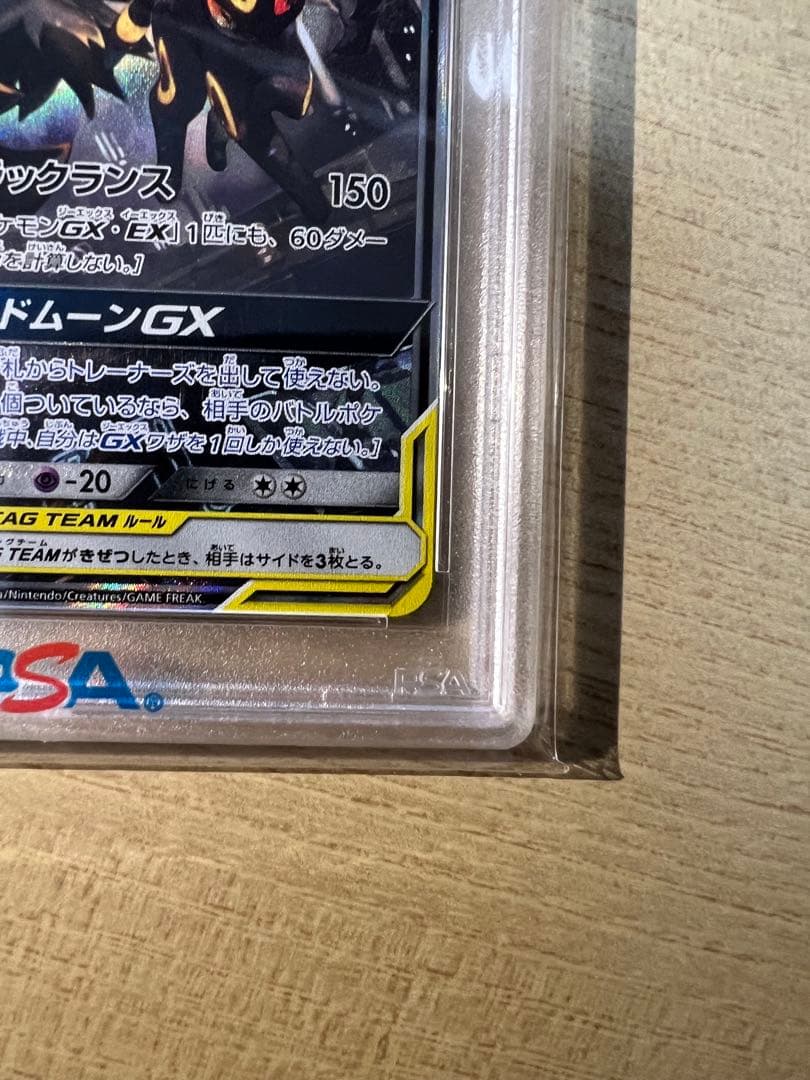 ックランス 150
ケモンGX・EX」1匹にも、60ダメー
を計算しない。]
ドムーンGX
札からトレーナーズを出して使えない。
個ついているなら、相手のバトルポケ
中、自分はGXワザを1回しか使えない。]
-20 にげる
TAG TEAM ルール
TEAMがきぜつしたとき、相手はサイドを3枚とる。
/Nintendo/Creatures/GAME FREAK
PSA®
PSA